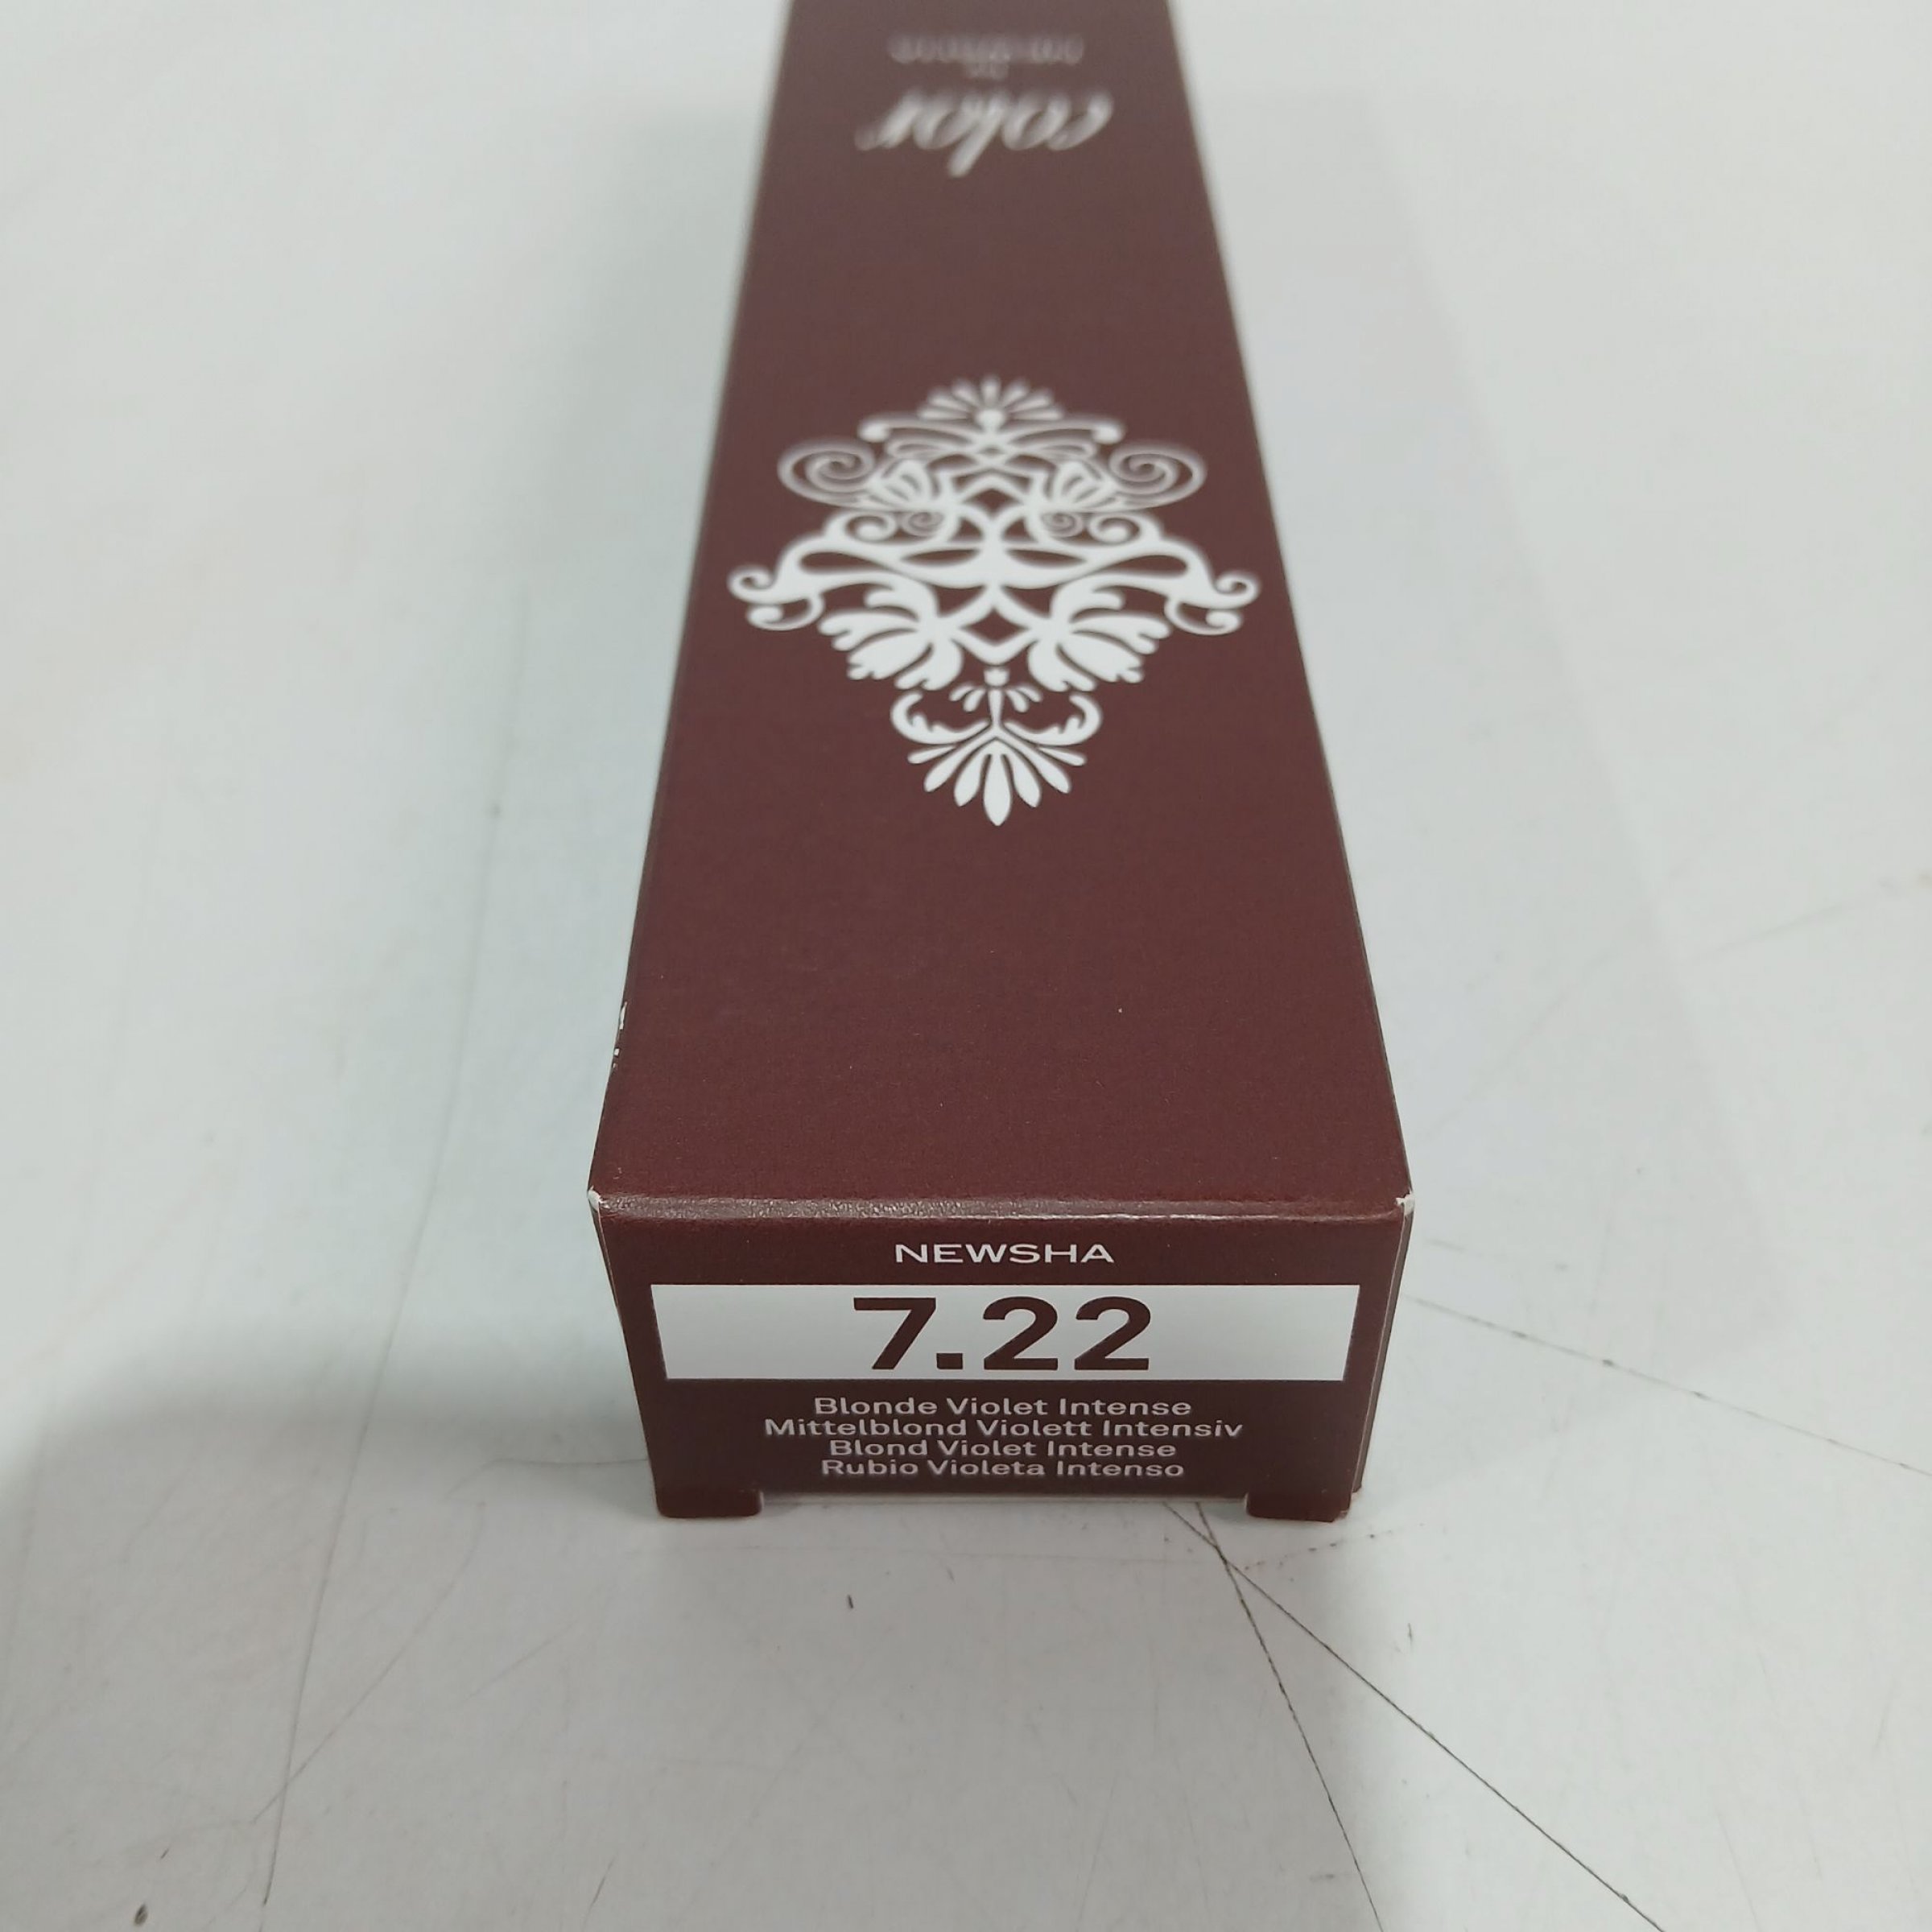 color
NEWSHA
7.22
Blonde Violet Intense
Mittelblond Violett Intensiv
Blond Violet Intense
Rubio Violeta Intenso